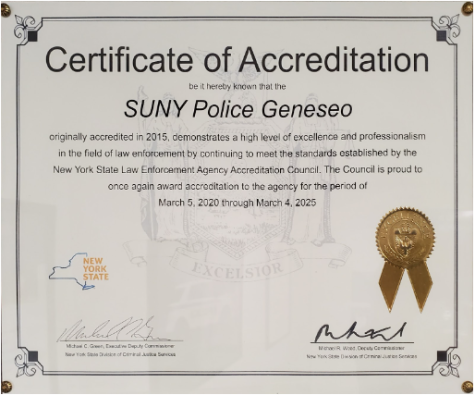 Certificate of Accreditation
be it hereby known that the
SUNY Police Geneseo
originally accredited in 2015, demonstrates a high level of excellence and professionalism
in the field of law enforcement by continuing to meet the standards established by the
New York State Law Enforcement Agency Accreditation Council. The Council is proud to
once again award accreditation to the agency for the period of
March 5, 2020 through March 4, 2025
EXCELSIOR
NEW
YORK
STATE
Michael C. Green, Executive Deputy Commissioner
New York State Division of Criminal Justice Services
Michael R. Wood, Deputy Commissioner
New York State Division of Criminal Justice Services